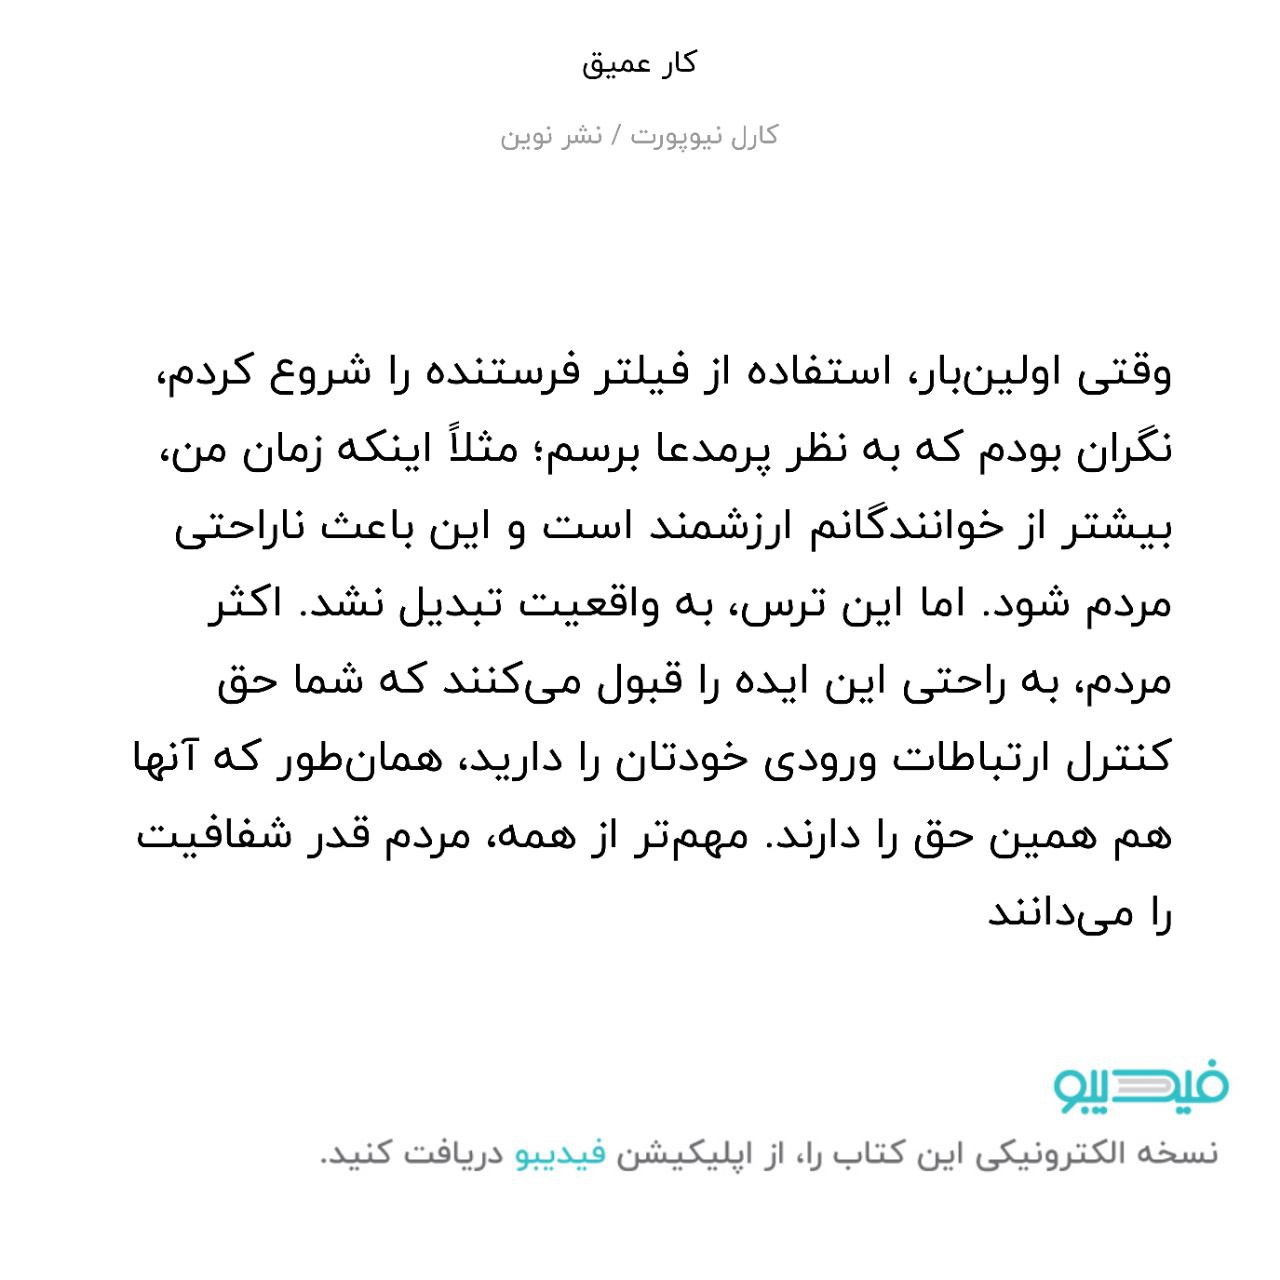 کار عمیق
کارل نیوپورت / نشر نوین
وقتی اولین‌بار، استفاده از فیلتر فرستنده را شروع کردم،
نگران بودم که به نظر پرمدعا برسم؛ مثلاً اینکه زمان من،
بیشتر از خوانندگانم ارزشمند است و این باعث ناراحتی
مردم شود. اما این ترس، به واقعیت تبدیل نشد. اکثر
مردم، به راحتی این ایده را قبول می‌کنند که شما حق
کنترل ارتباطات ورودی خودتان را دارید، همان‌طور که آنها
هم همین حق را دارند. مهم‌تر از همه، مردم قدر شفافیت
را می‌دانند
فیدیبو
نسخه الکترونیکی این کتاب را، از اپلیکیشن فیدیبو دریافت کنید.